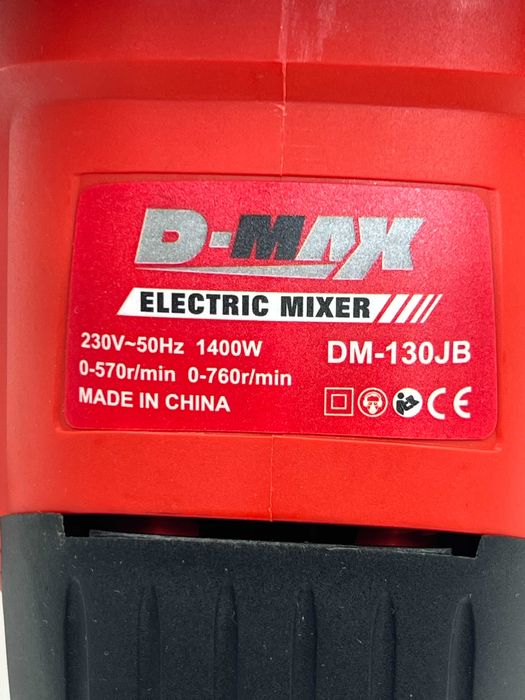 D-MAX
ELECTRIC MIXER
230V~50Hz 1400W
DM-130JB
0-570r/min 0-760r/min
MADE IN CHINA
CE